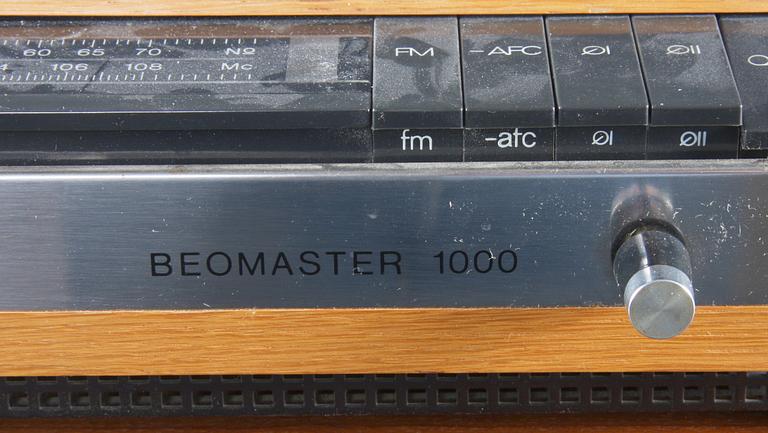 60 65 70 No
106 108 Mc
FM -AFC ØI ØII
fm -afc ØI ØII
BEOMASTER 1000